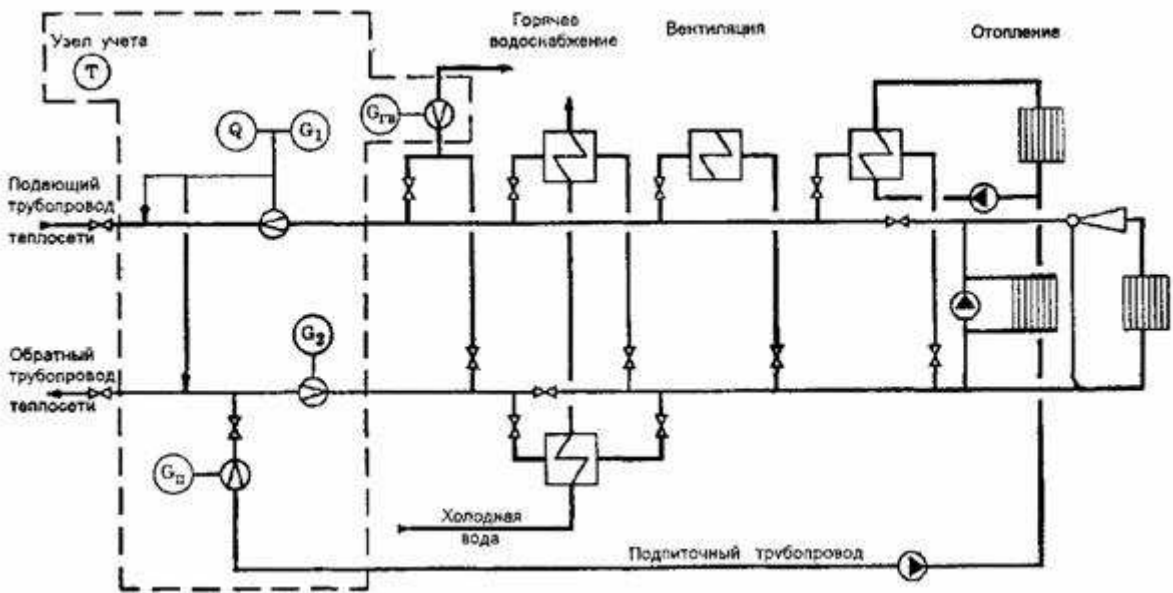 Узел учета
T
Горячее
водоснабжение
Вентиляция
Отопление
Gгв
Q
G1
Подающий
трубопровод
теплосети
G2
Обратный
трубопровод
теплосети
Gп
Холодная
вода
Подпиточный трубопровод